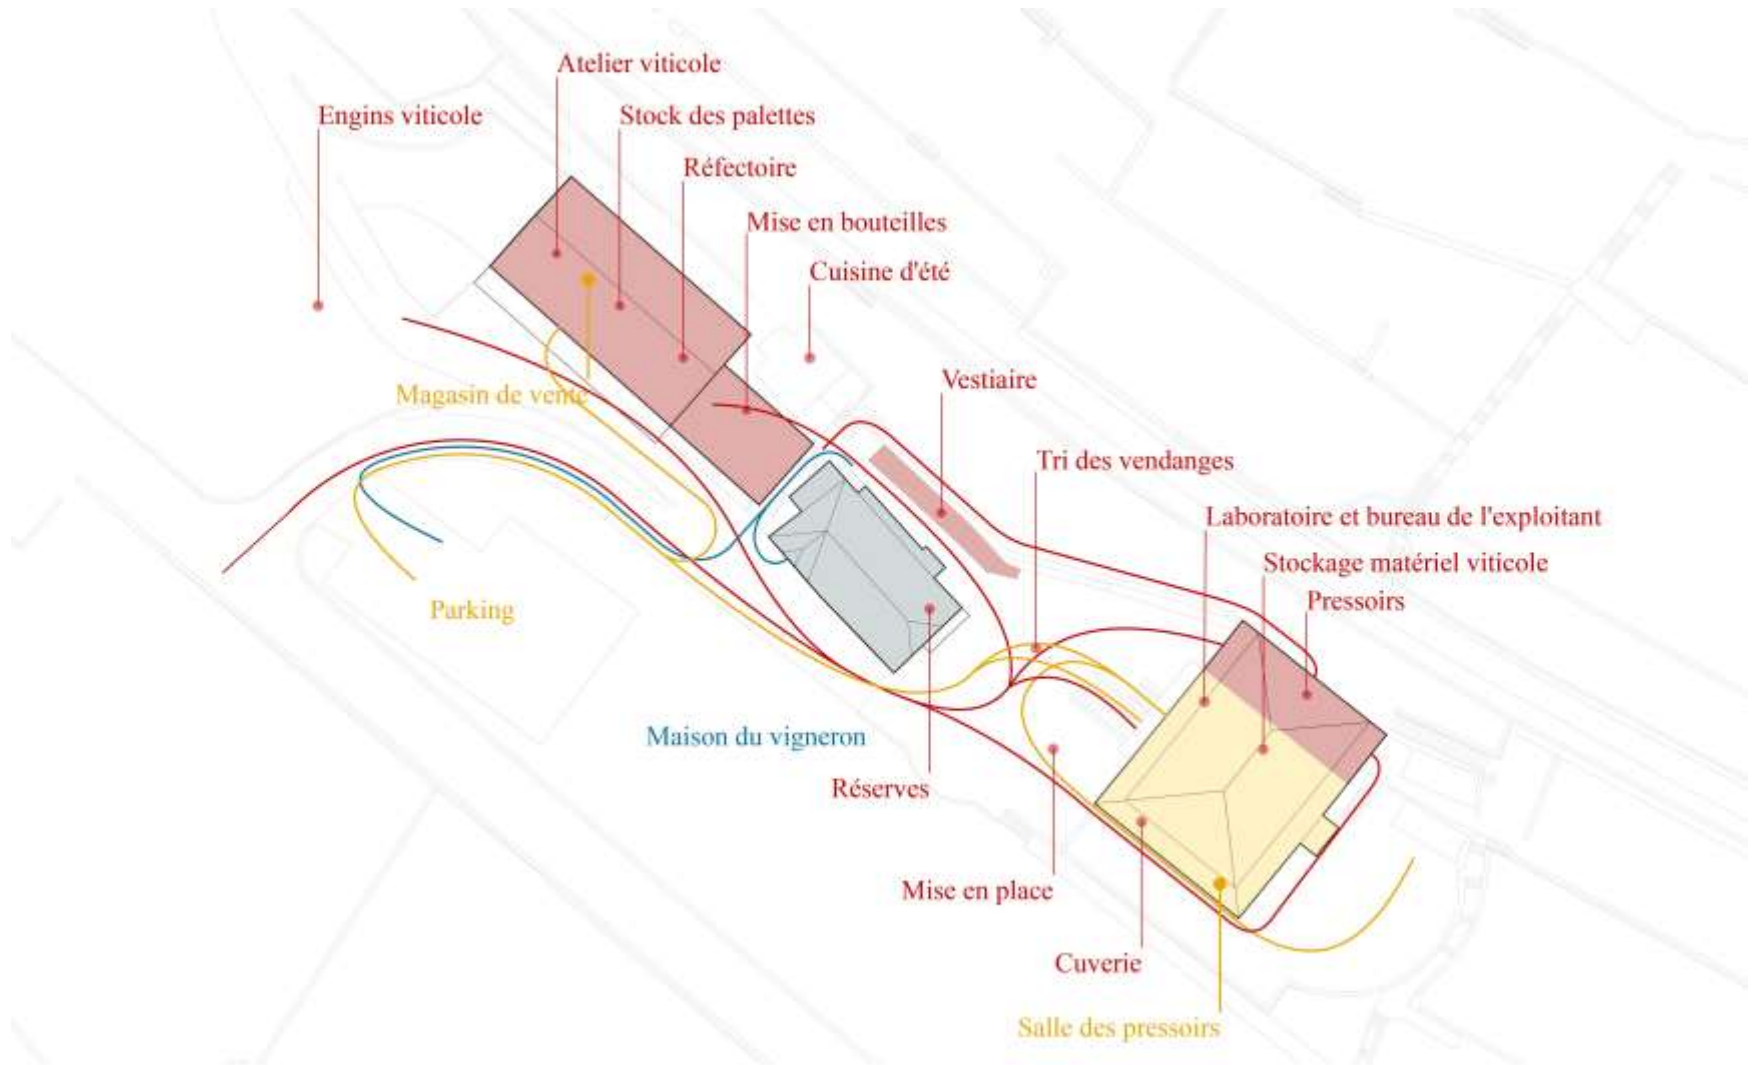 Atelier viticole
Engins viticole
Stock des palettes
Réfectoire
Mise en bouteilles
Cuisine d'été
Vestiaire
Magasin de vente
Tri des vendanges
Laboratoire et bureau de l'exploitant
Stockage matériel viticole
Pressoirs
Parking
Maison du vigneron
Réserves
Mise en place
Cuverie
Salle des pressoirs